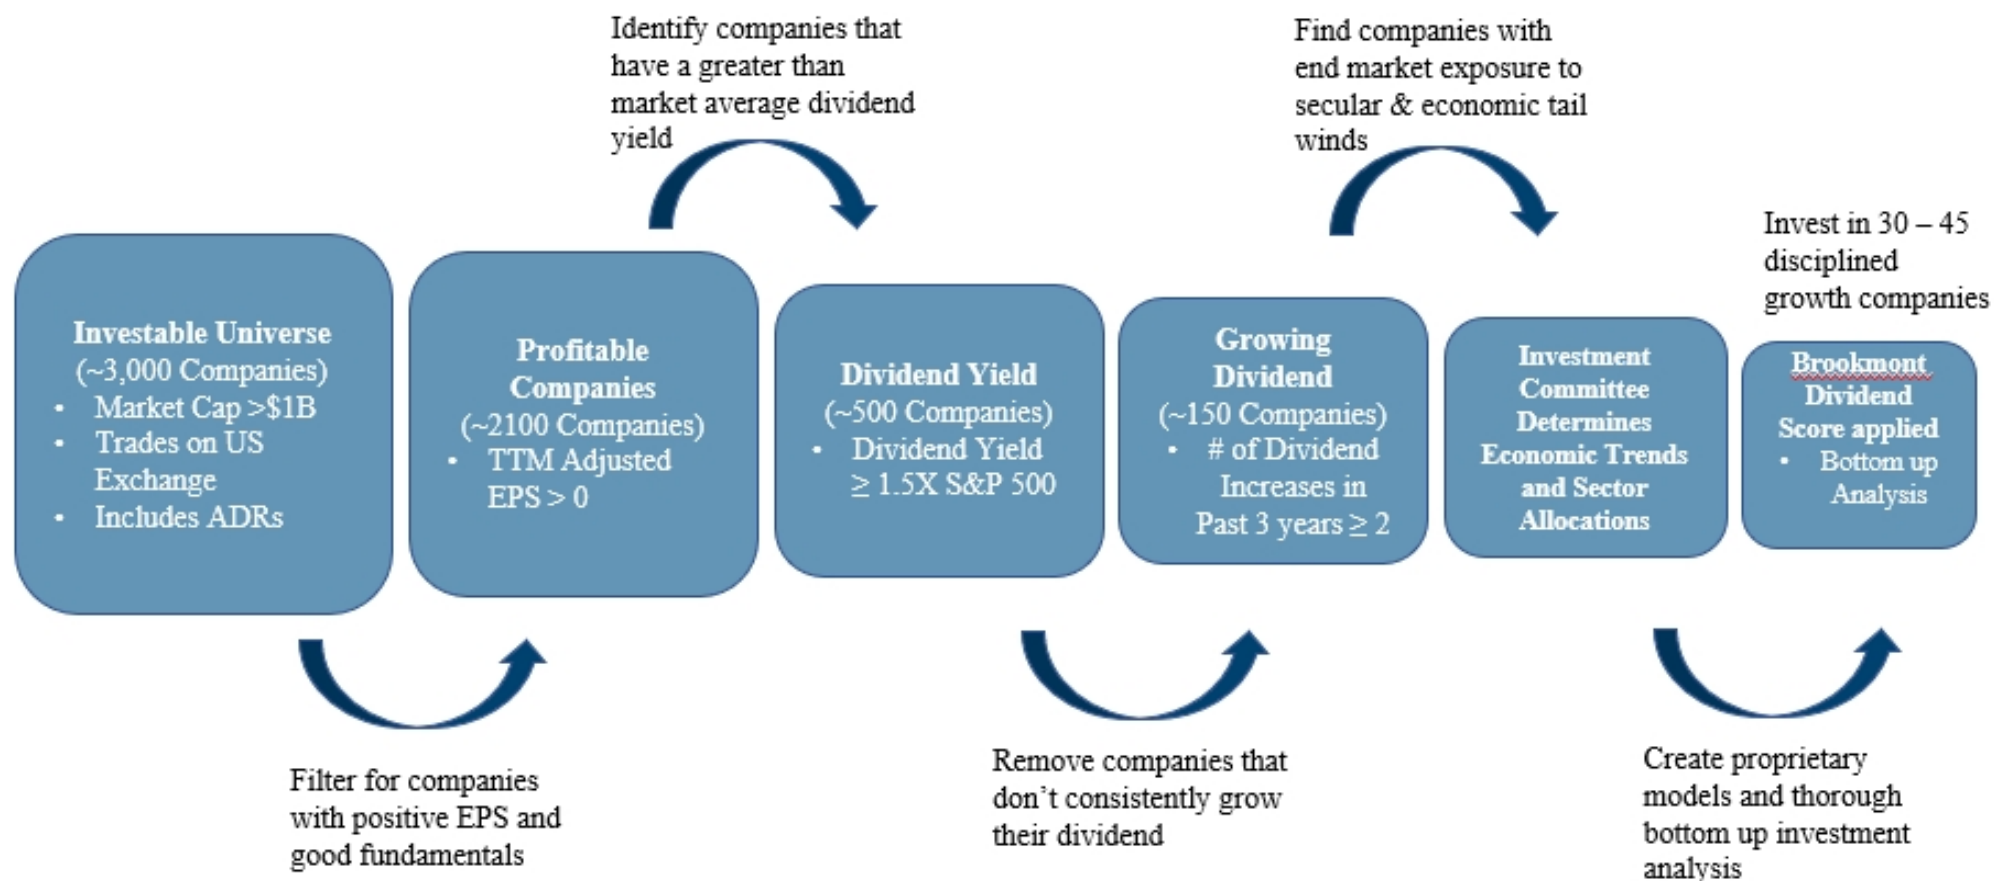 Identify companies that
have a greater than
market average dividend
yield
Find companies with
end market exposure to
secular & economic tail
winds
Invest in 30 – 45
disciplined
growth companies
Investable Universe
(~3,000 Companies)
• Market Cap >$1B
• Trades on US
Exchange
• Includes ADRs
Profitable
Companies
(~2100 Companies)
• TTM Adjusted
EPS > 0
Dividend Yield
(~500 Companies)
• Dividend Yield
≥ 1.5X S&P 500
Growing
Dividend
(~150 Companies)
• # of Dividend
Increases in
Past 3 years ≥ 2
Investment
Committee
Determines
Economic Trends
and Sector
Allocations
Brookmont
Dividend
Score applied
• Bottom up
Analysis
Filter for companies
with positive EPS and
good fundamentals
Remove companies that
don’t consistently grow
their dividend
Create proprietary
models and thorough
bottom up investment
analysis